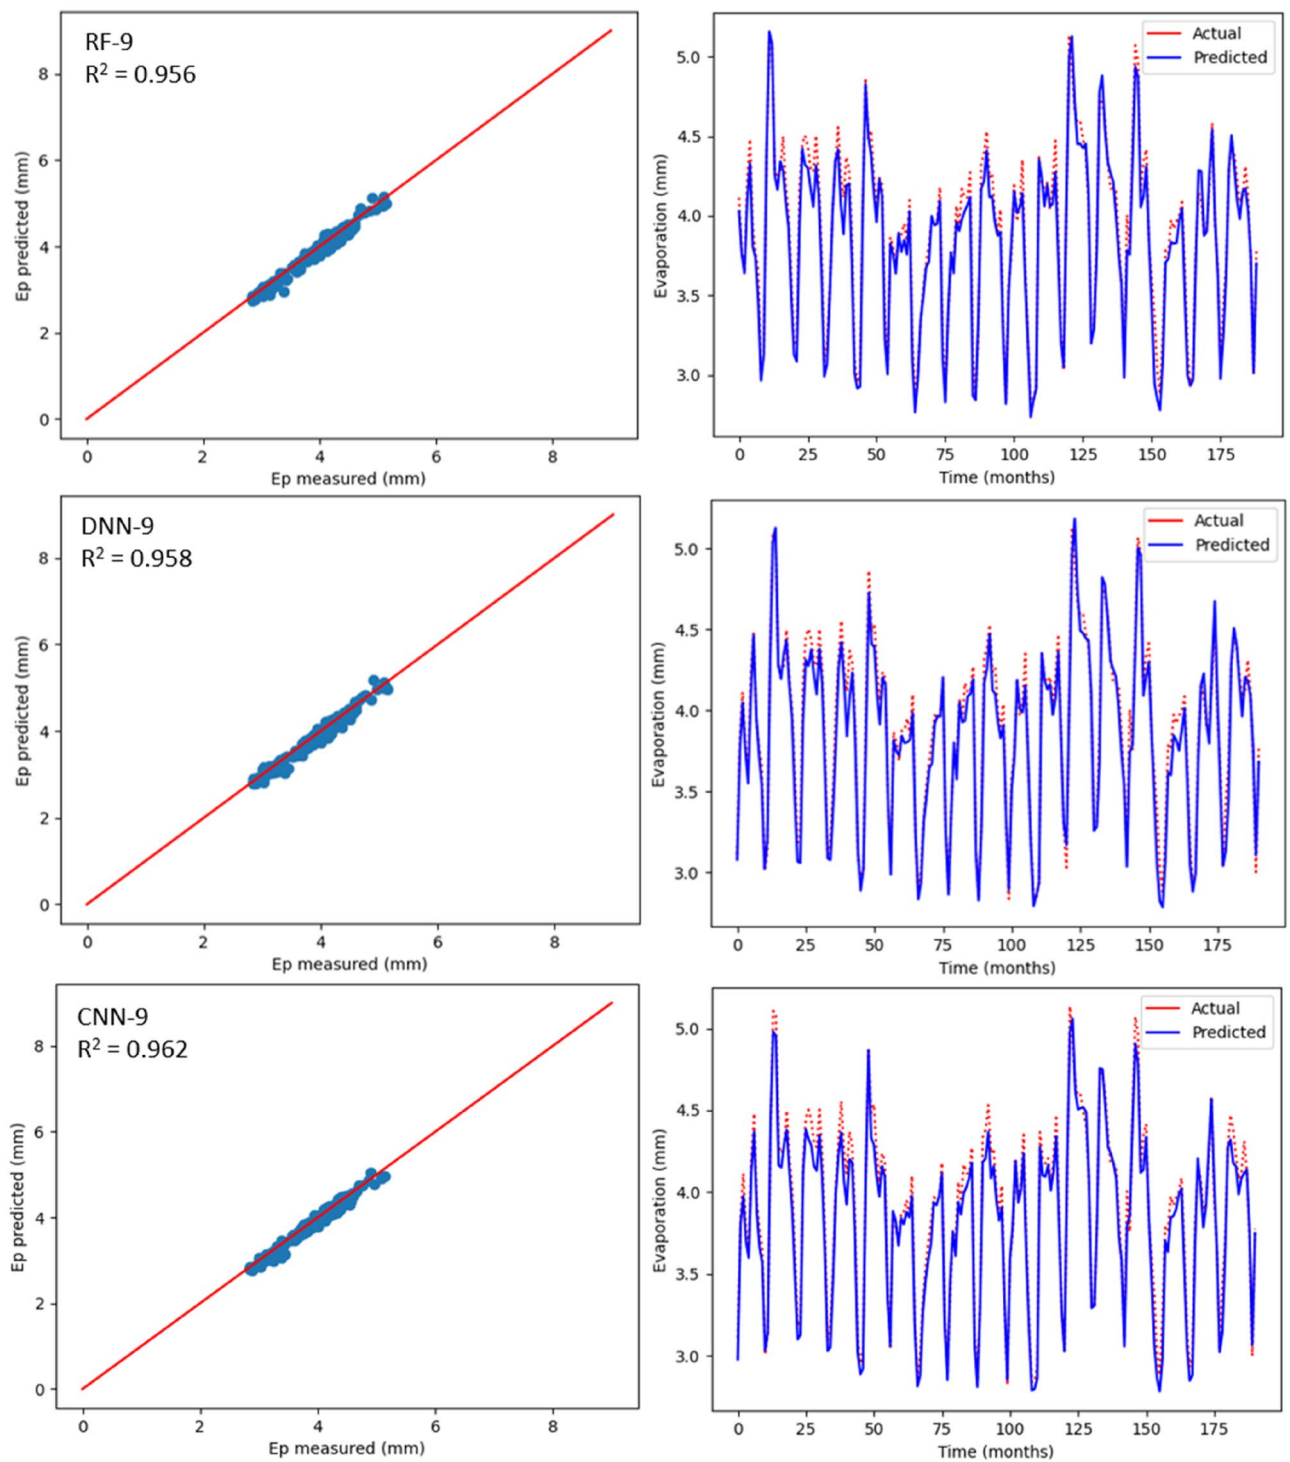 RF-9
R² = 0.956
8
6
4
2
0
0 2 4 6 8
Ep predicted (mm)
Ep measured (mm)
Actual
Predicted
5.0
4.5
4.0
3.5
3.0
0 25 50 75 100 125 150 175
Evaporation (mm)
Time (months)
DNN-9
R² = 0.958
8
6
4
2
0
0 2 4 6 8
Ep predicted (mm)
Ep measured (mm)
Actual
Predicted
5.0
4.5
4.0
3.5
3.0
0 25 50 75 100 125 150 175
Evaporation (mm)
Time (months)
CNN-9
R² = 0.962
8
6
4
2
0
0 2 4 6 8
Ep predicted (mm)
Ep measured (mm)
Actual
Predicted
5.0
4.5
4.0
3.5
3.0
0 25 50 75 100 125 150 175
Evaporation (mm)
Time (months)